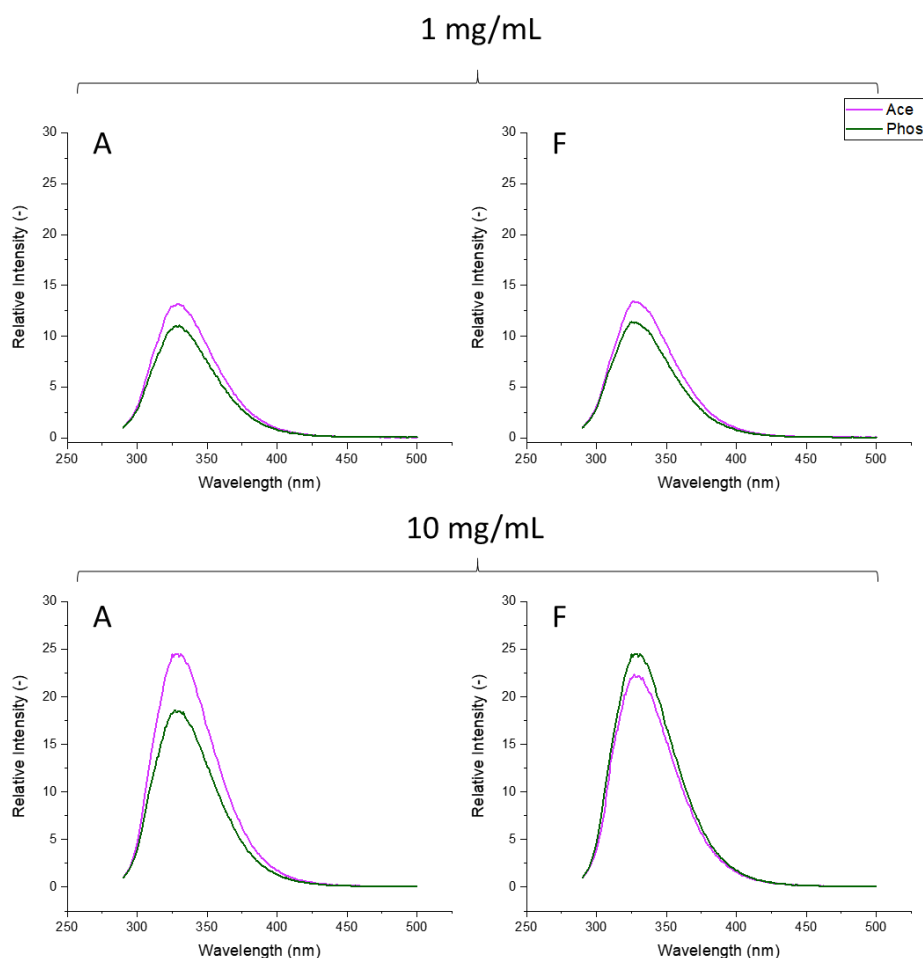 1 mg/mL
Ace
Phos
A
F
30
25
20
15
10
5
0
Relative Intensity (-)
250 300 350 400 450 500
Wavelength (nm)
30
25
20
15
10
5
0
Relative Intensity (-)
250 300 350 400 450 500
Wavelength (nm)
10 mg/mL
A
F
30
25
20
15
10
5
0
Relative Intensity (-)
250 300 350 400 450 500
Wavelength (nm)
30
25
20
15
10
5
0
Relative Intensity (-)
250 300 350 400 450 500
Wavelength (nm)